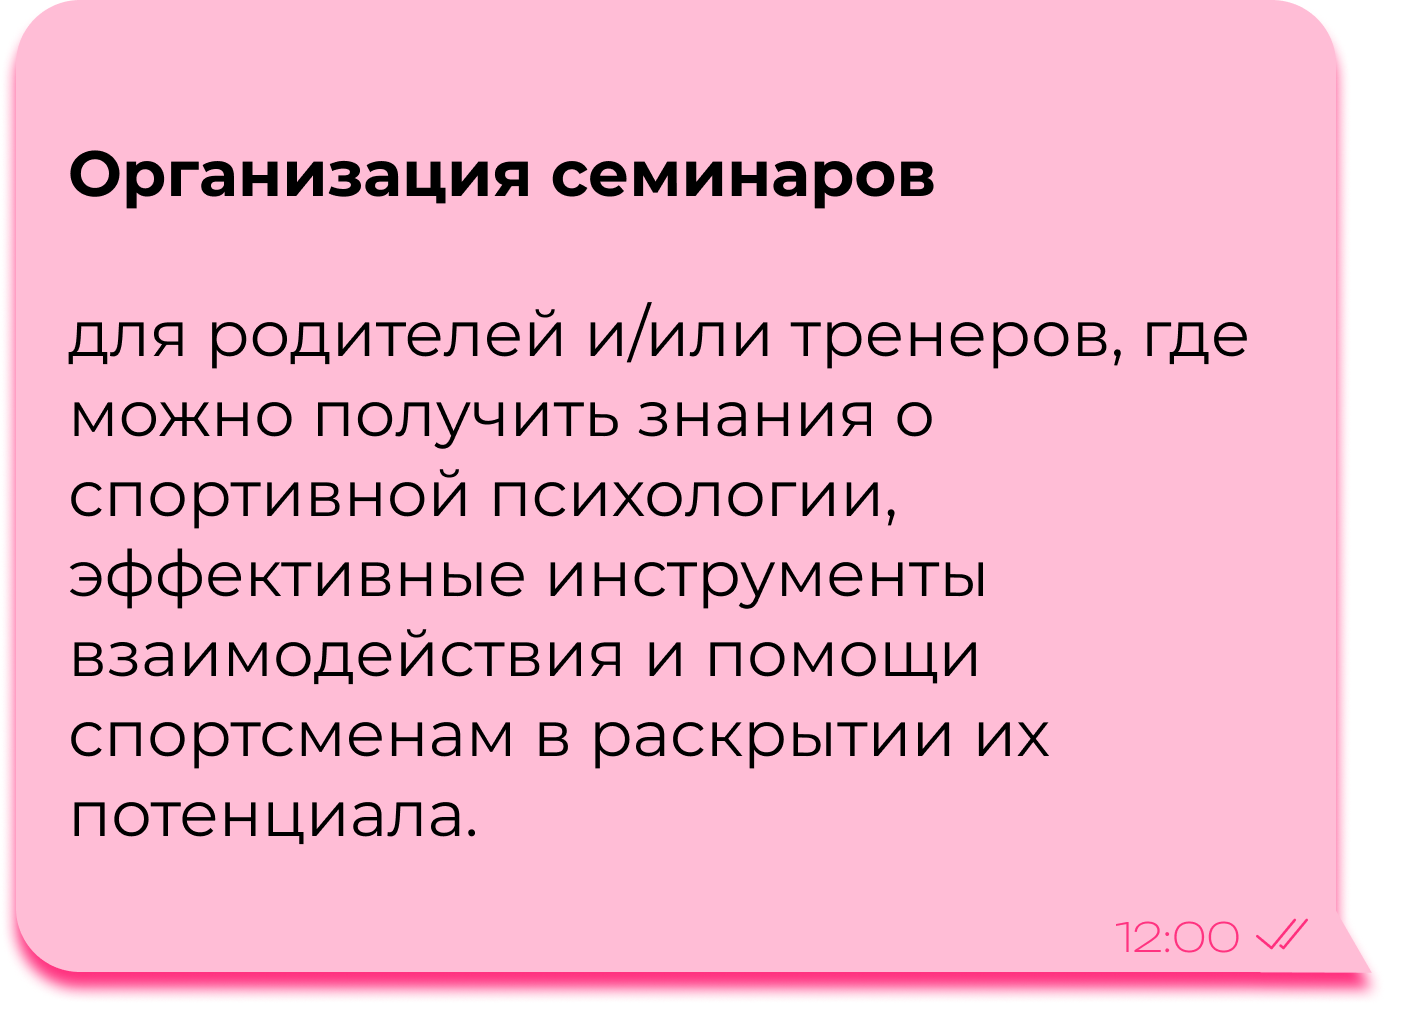 Организация семинаров
для родителей и/или тренеров, где
можно получить знания о
спортивной психологии,
эффективные инструменты
взаимодействия и помощи
спортсменам в раскрытии их
потенциала.
12:00